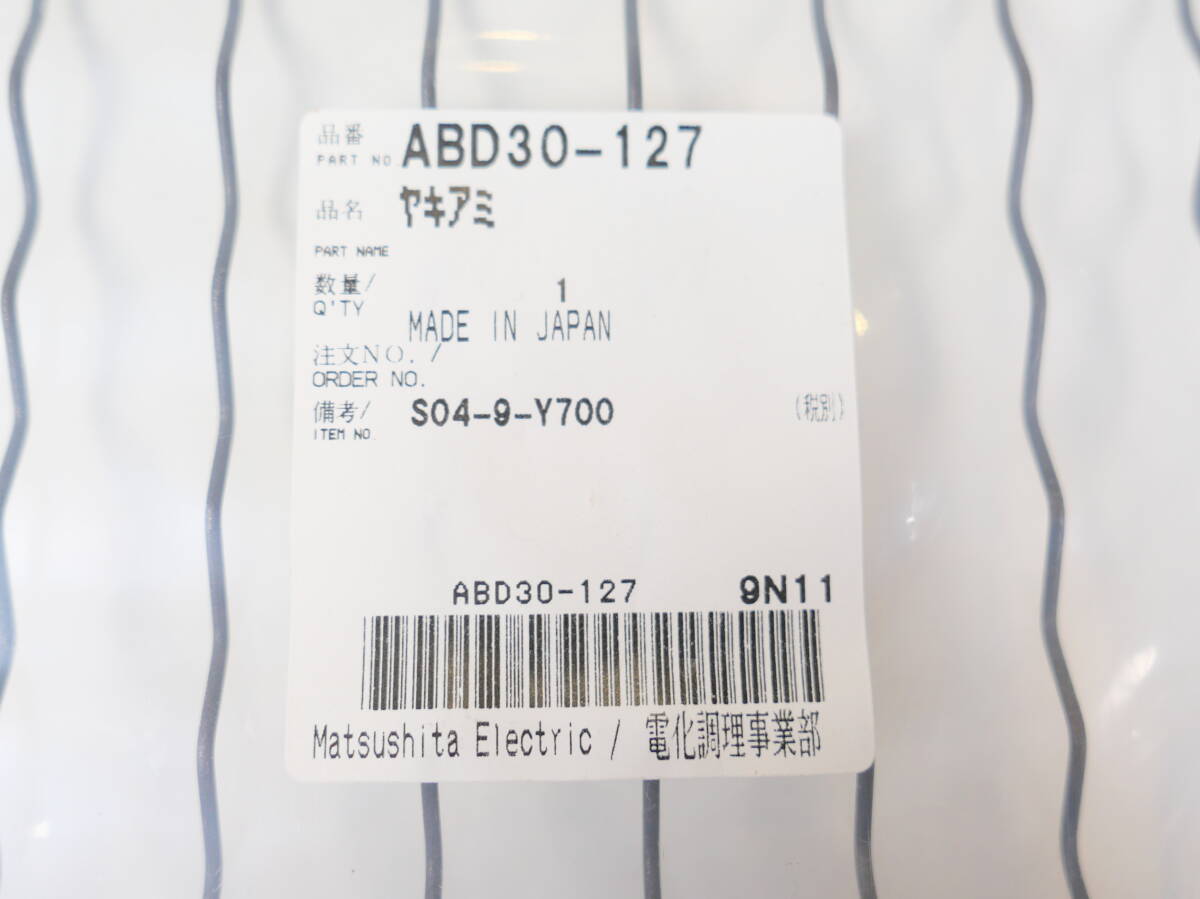 品番
PART NO. ABD30-127
品名 ヤキアミ
PART NAME
数量/ 1
Q'TY
MADE IN JAPAN
注文NO. /
ORDER NO.
備考/ S04-9-Y700 (税別)
ITEM NO.
ABD30-127 9N11
Matsushita Electric / 電化調理事業部